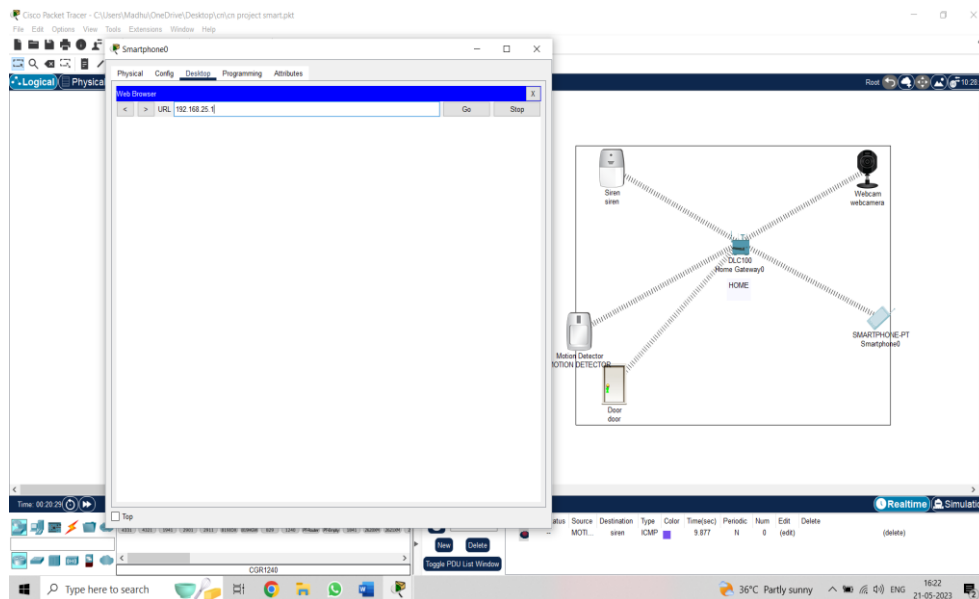 Cisco Packet Tracer - C:\Users\Madhu\OneDrive\Desktop\cn\cn project smart.pkt
File Edit Options View Tools Extensions Window Help
Logical Physical Root 10:28
Smartphone0
Physical Config Desktop Programming Attributes
Web Browser X
< > URL 192.168.25.1 Go Stop
Siren
siren
Webcam
webcamera
DLC100
Home Gateway0
HOME
SMARTPHONE-PT
Smartphone0
Motion Detector
MOTION DETECTOR
Door
door
Time: 00:20:29
Realtime Simulati
Top
atus Source Destination Type Color Time(sec) Periodic Num Edit Delete
-- MOTI... siren ICMP 9.877 N 0 (edit) (delete)
New Delete
Toggle PDU List Window
CGR1240
Type here to search
36°C Partly sunny ENG 16:22
21-05-2023